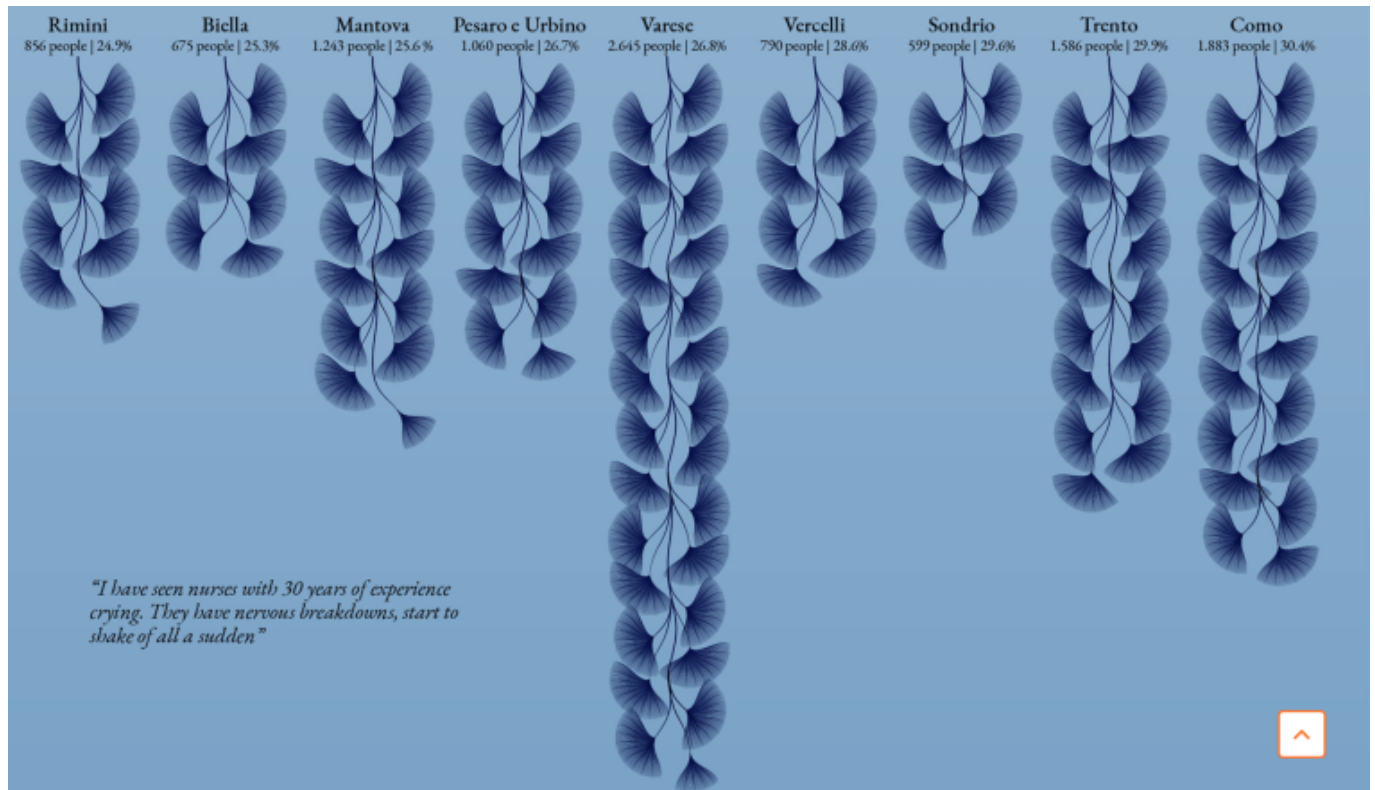 Rimini
856 people | 24.9%
Biella
675 people | 25.3%
Mantova
1.243 people | 25.6 %
Pesaro e Urbino
1.060 people | 26.7%
Varese
2.645 people | 26.8%
Vercelli
790 people | 28.6%
Sondrio
599 people | 29.6%
Trento
1.586 people | 29.9%
Como
1.883 people | 30.4%
“I have seen nurses with 30 years of experience
crying. They have nervous breakdowns, start to
shake of all a sudden”